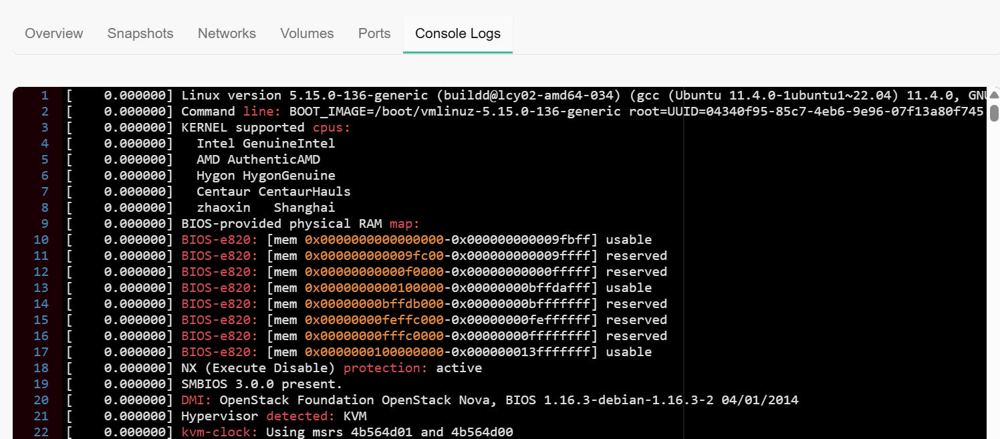 Overview Snapshots Networks Volumes Ports Console Logs
1 [    0.000000] Linux version 5.15.0-136-generic (buildd@lcy02-amd64-034) (gcc (Ubuntu 11.4.0-1ubuntu1~22.04) 11.4.0, GNU
2 [    0.000000] Command line: BOOT_IMAGE=/boot/vmlinuz-5.15.0-136-generic root=UUID=04340f95-85c7-4eb6-9e96-07f13a80f745
3 [    0.000000] KERNEL supported cpus:
4 [    0.000000]   Intel GenuineIntel
5 [    0.000000]   AMD AuthenticAMD
6 [    0.000000]   Hygon HygonGenuine
7 [    0.000000]   Centaur CentaurHauls
8 [    0.000000]   zhaoxin   Shanghai
9 [    0.000000] BIOS-provided physical RAM map:
10 [    0.000000] BIOS-e820: [mem 0x0000000000000000-0x000000000009fbff] usable
11 [    0.000000] BIOS-e820: [mem 0x000000000009fc00-0x000000000009ffff] reserved
12 [    0.000000] BIOS-e820: [mem 0x00000000000f0000-0x00000000000fffff] reserved
13 [    0.000000] BIOS-e820: [mem 0x0000000000100000-0x00000000bffdafff] usable
14 [    0.000000] BIOS-e820: [mem 0x00000000bffdb000-0x00000000bfffffff] reserved
15 [    0.000000] BIOS-e820: [mem 0x00000000feffc000-0x00000000feffffff] reserved
16 [    0.000000] BIOS-e820: [mem 0x00000000fffc0000-0x00000000ffffffff] reserved
17 [    0.000000] BIOS-e820: [mem 0x0000000100000000-0x000000013fffffff] usable
18 [    0.000000] NX (Execute Disable) protection: active
19 [    0.000000] SMBIOS 3.0.0 present.
20 [    0.000000] DMI: OpenStack Foundation OpenStack Nova, BIOS 1.16.3-debian-1.16.3-2 04/01/2014
21 [    0.000000] Hypervisor detected: KVM
22 [    0.000000] kvm-clock: Using msrs 4b564d01 and 4b564d00